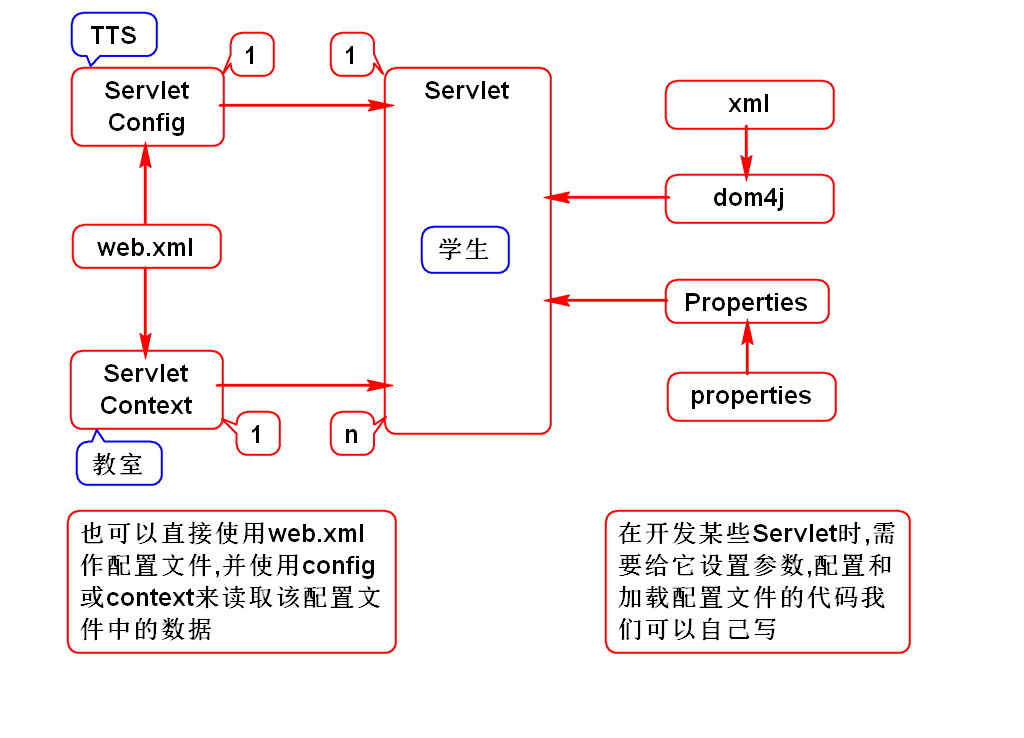 TTS
1
1
Servlet
Config
Servlet
xml
dom4j
web.xml
学生
Properties
Servlet
Context
properties
1
n
教室
也可以直接使用web.xml
作配置文件,并使用config
或context来读取该配置文
件中的数据
在开发某些Servlet时,需
要给它设置参数,配置和
加载配置文件的代码我
们可以自己写